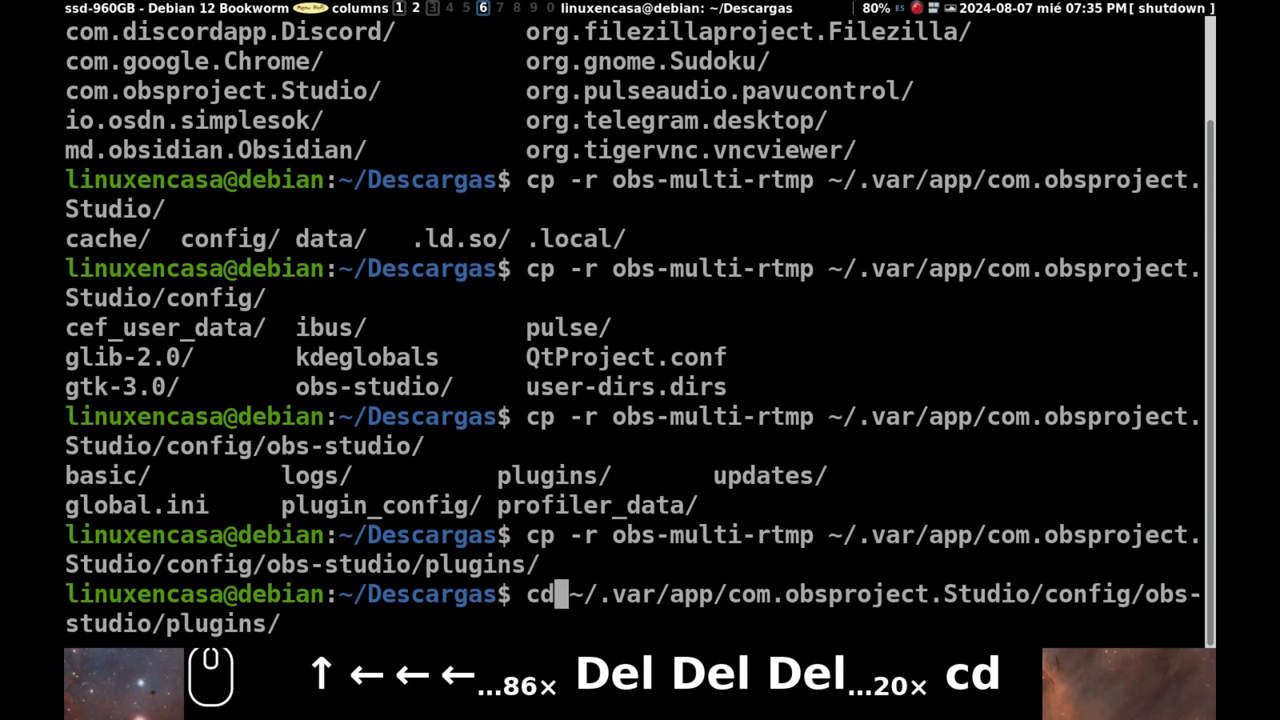 ssd-960GB - Debian 12 Bookworm Menu columns 1 2 3 4 5 6 7 8 9 0 linuxencasa@debian: ~/Descargas 80% ES 2024-08-07 mié 07:35 PM[ shutdown ]
com.discordapp.Discord/ org.filezillaproject.Filezilla/
com.google.Chrome/ org.gnome.Sudoku/
com.obsproject.Studio/ org.pulseaudio.pavucontrol/
io.osdn.simplesok/ org.telegram.desktop/
md.obsidian.Obsidian/ org.tigervnc.vncviewer/
linuxencasa@debian:~/Descargas$ cp -r obs-multi-rtmp ~/.var/app/com.obsproject.
Studio/
cache/ config/ data/ .ld.so/ .local/
linuxencasa@debian:~/Descargas$ cp -r obs-multi-rtmp ~/.var/app/com.obsproject.
Studio/config/
cef_user_data/ ibus/ pulse/
glib-2.0/ kdeglobals QtProject.conf
gtk-3.0/ obs-studio/ user-dirs.dirs
linuxencasa@debian:~/Descargas$ cp -r obs-multi-rtmp ~/.var/app/com.obsproject.
Studio/config/obs-studio/
basic/ logs/ plugins/ updates/
global.ini plugin_config/ profiler_data/
linuxencasa@debian:~/Descargas$ cp -r obs-multi-rtmp ~/.var/app/com.obsproject.
Studio/config/obs-studio/plugins/
linuxencasa@debian:~/Descargas$ cd ~/.var/app/com.obsproject.Studio/config/obs-
studio/plugins/
↑ ← ← ←…86× Del Del Del…20× cd